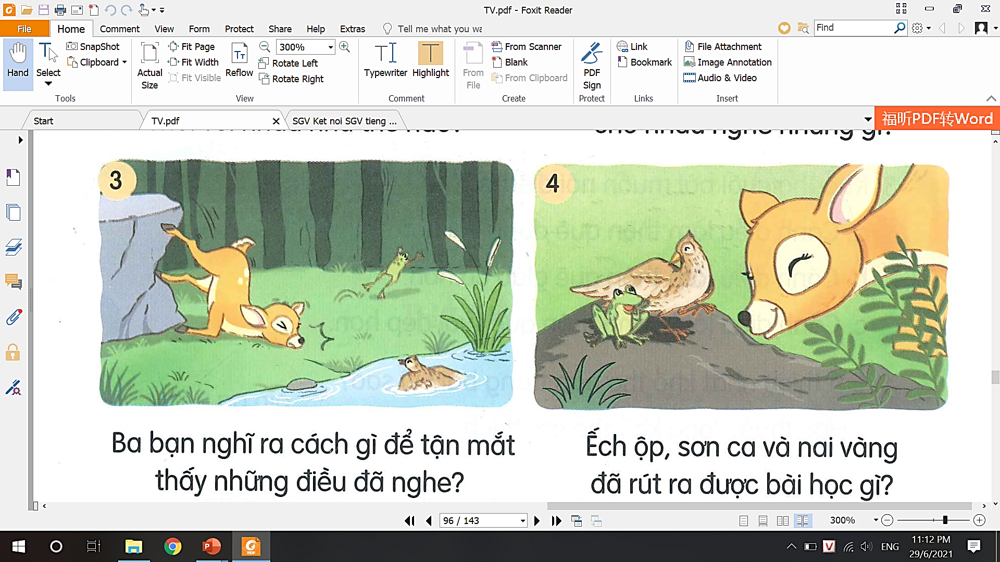 TV.pdf - Foxit Reader
File Home Comment View Form Protect Share Help Extras Tell me what you wa Find
Hand
Select
SnapShot
Clipboard
Tools
Actual Size
Fit Page
Fit Width
Fit Visible
Reflow
300%
Rotate Left
Rotate Right
View
Typewriter
Highlight
Comment
From File
From Scanner
Blank
From Clipboard
Create
PDF Sign
Protect
Link
Bookmark
Links
File Attachment
Image Annotation
Audio & Video
Insert
Start TV.pdf SGV Ket noi SGV tieng ... 福昕PDF转Word
3
4
Ba bạn nghĩ ra cách gì để tận mắt
thấy những điều đã nghe?
Ếch ộp, sơn ca và nai vàng
đã rút ra được bài học gì?
96 / 143
300%
ENG
11:12 PM
29/6/2021